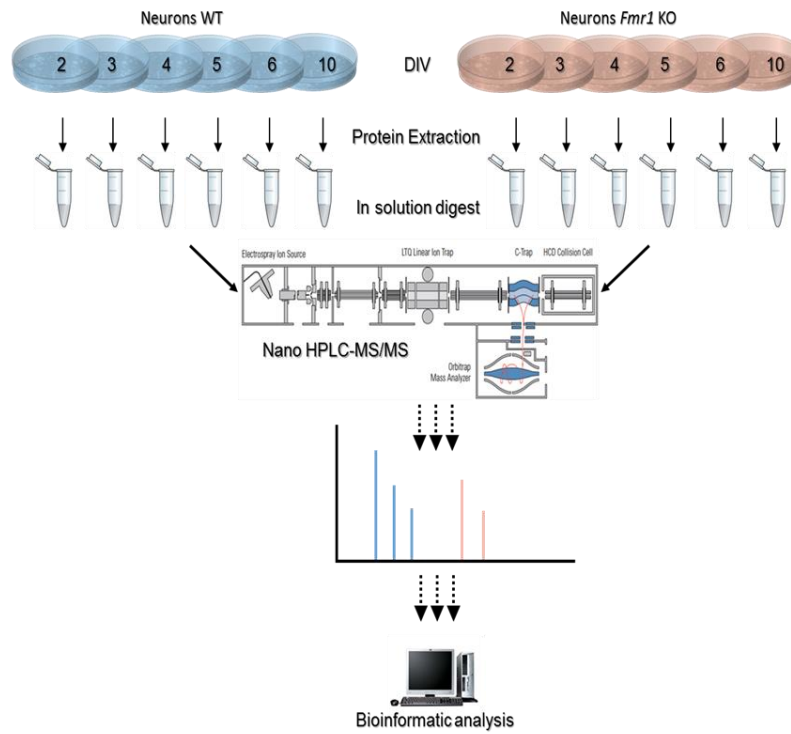 Neurons WT
Neurons Fmr1 KO
2 3 4 5 6 10
DIV
2 3 4 5 6 10
Protein Extraction
In solution digest
Electrospray Ion Source
LTQ Linear Ion Trap
C-Trap
HCD Collision Cell
Nano HPLC-MS/MS
Orbitrap
Mass Analyzer
Bioinformatic analysis